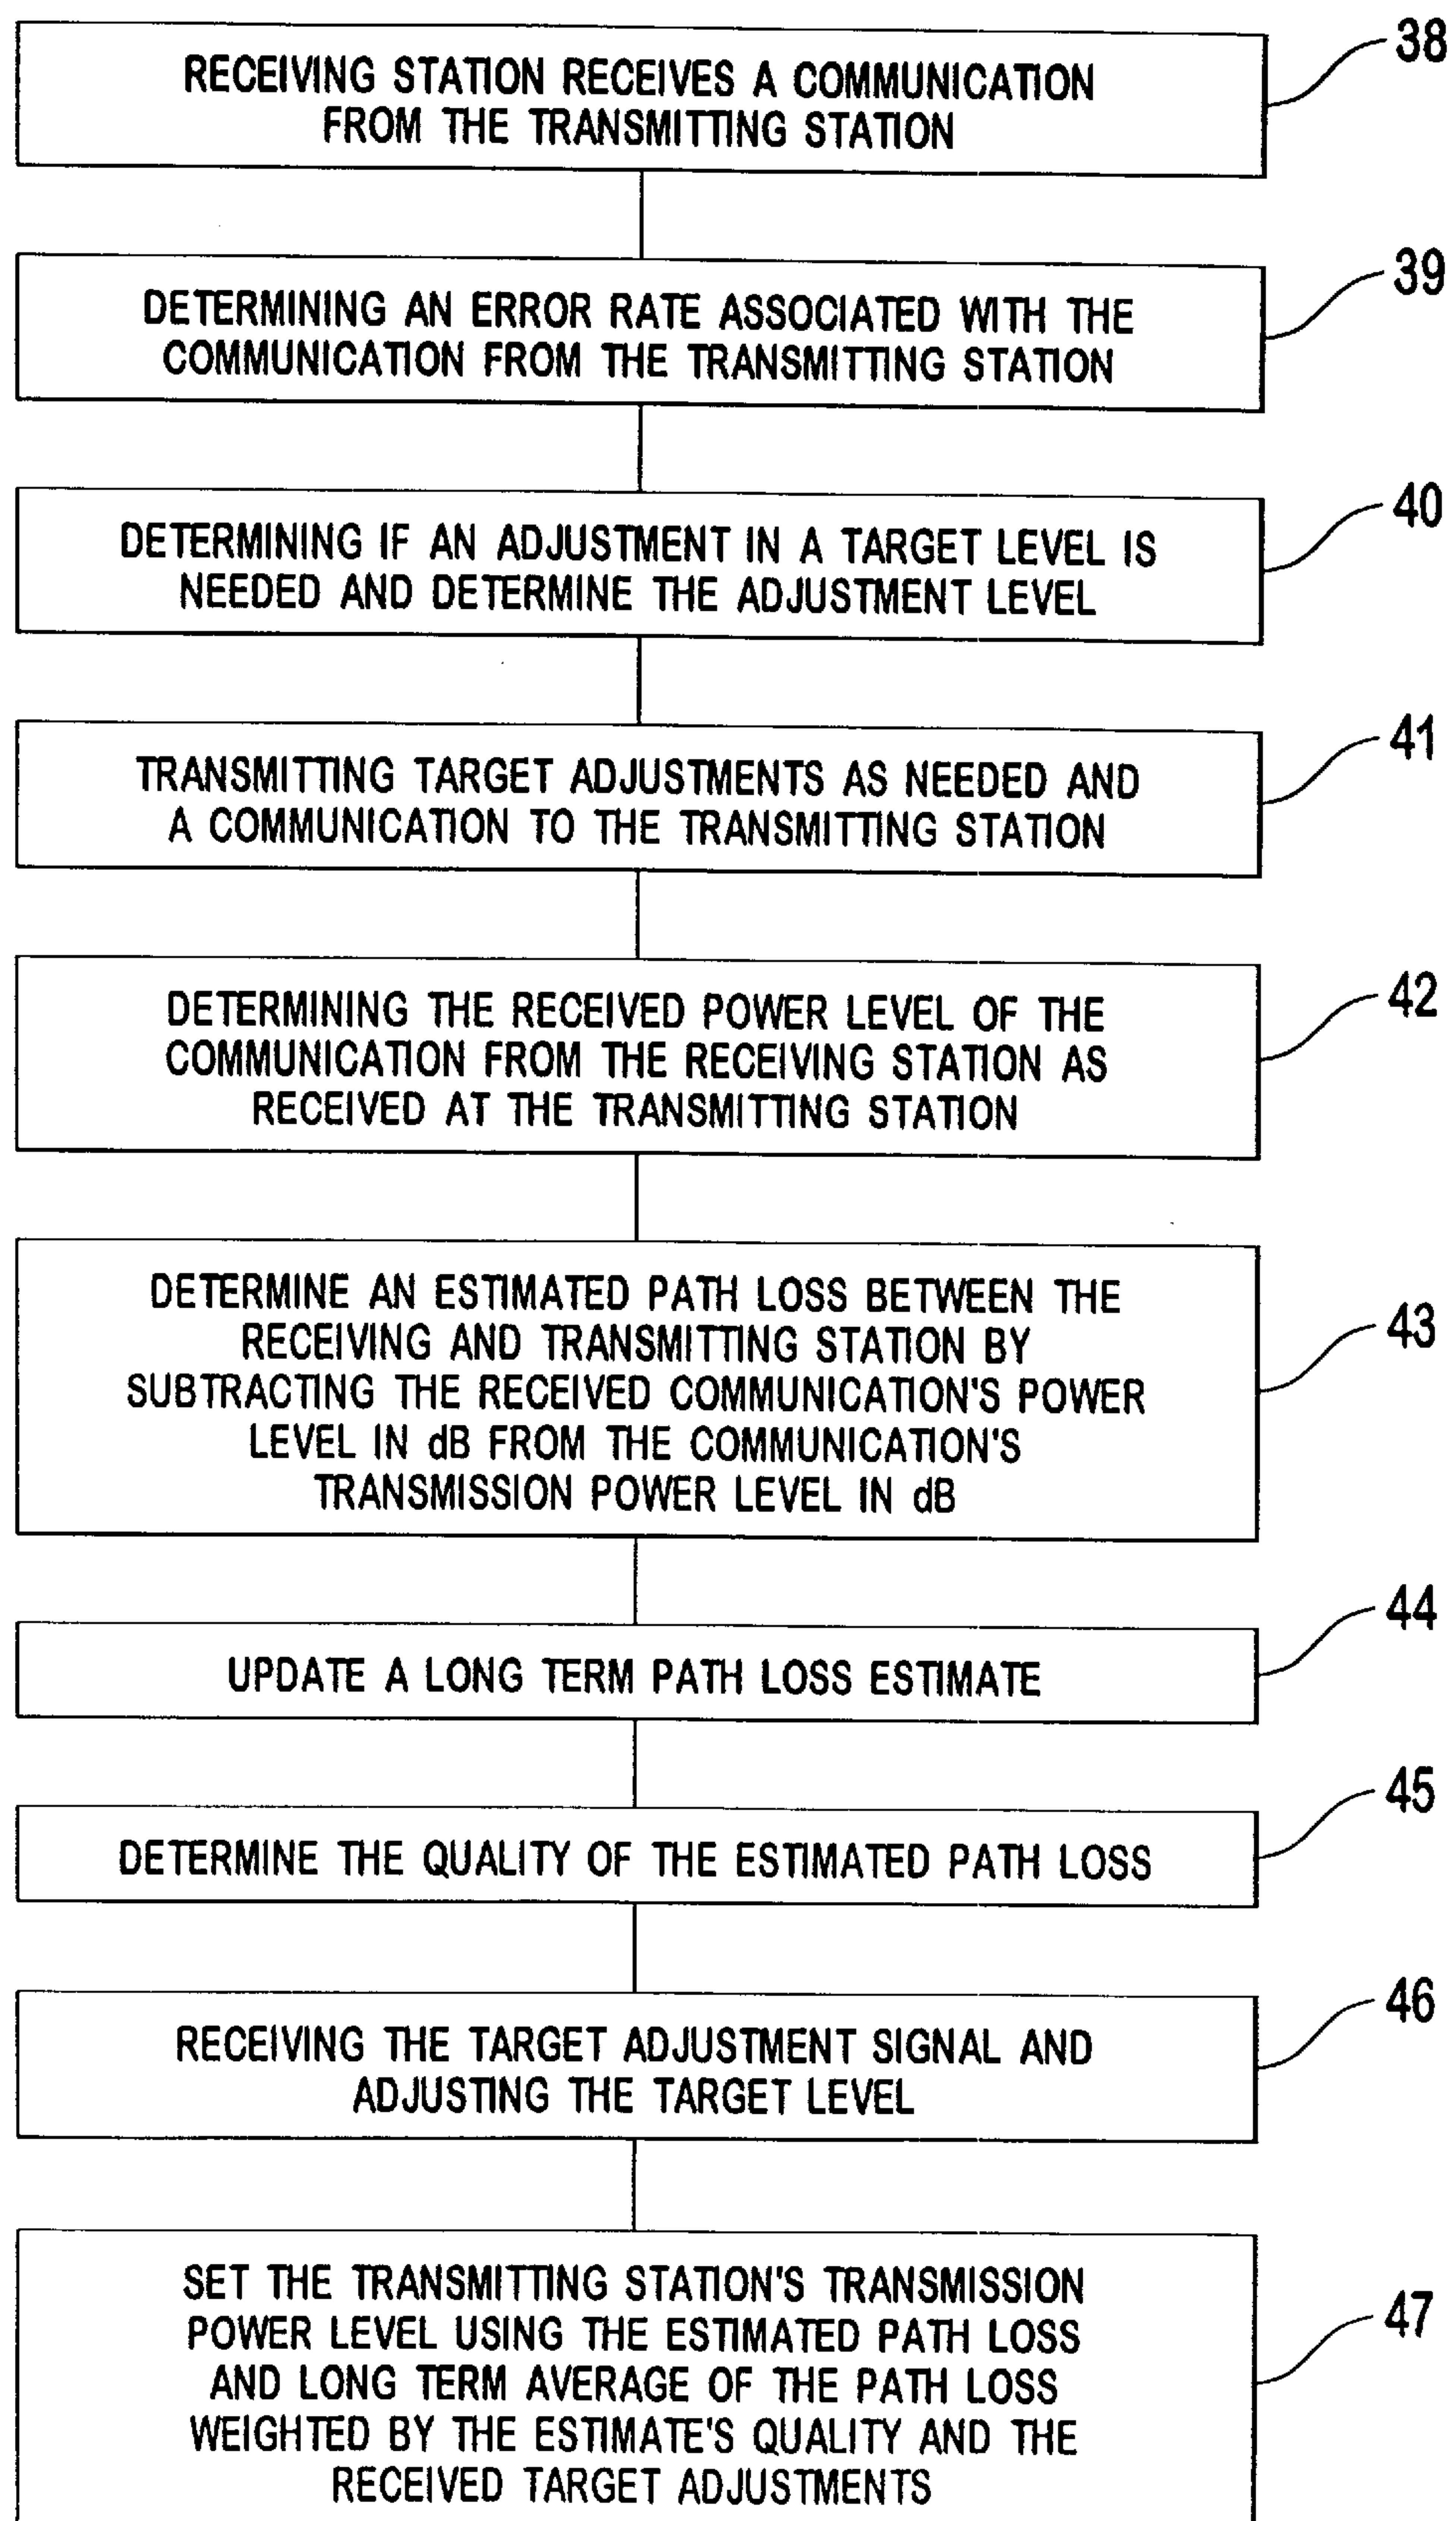 38
RECEIVING STATION RECEIVES A COMMUNICATION
FROM THE TRANSMITTING STATION
39
DETERMINING AN ERROR RATE ASSOCIATED WITH THE
COMMUNICATION FROM THE TRANSMITTING STATION
40
DETERMINING IF AN ADJUSTMENT IN A TARGET LEVEL IS
NEEDED AND DETERMINE THE ADJUSTMENT LEVEL
41
TRANSMITTING TARGET ADJUSTMENTS AS NEEDED AND
A COMMUNICATION TO THE TRANSMITTING STATION
42
DETERMINING THE RECEIVED POWER LEVEL OF THE
COMMUNICATION FROM THE RECEIVING STATION AS
RECEIVED AT THE TRANSMITTING STATION
43
DETERMINE AN ESTIMATED PATH LOSS BETWEEN THE
RECEIVING AND TRANSMITTING STATION BY
SUBTRACTING THE RECEIVED COMMUNICATION'S POWER
LEVEL IN dB FROM THE COMMUNICATION'S
TRANSMISSION POWER LEVEL IN dB
44
UPDATE A LONG TERM PATH LOSS ESTIMATE
45
DETERMINE THE QUALITY OF THE ESTIMATED PATH LOSS
46
RECEIVING THE TARGET ADJUSTMENT SIGNAL AND
ADJUSTING THE TARGET LEVEL
47
SET THE TRANSMITTING STATION'S TRANSMISSION
POWER LEVEL USING THE ESTIMATED PATH LOSS
AND LONG TERM AVERAGE OF THE PATH LOSS
WEIGHTED BY THE ESTIMATE'S QUALITY AND THE
RECEIVED TARGET ADJUSTMENTS